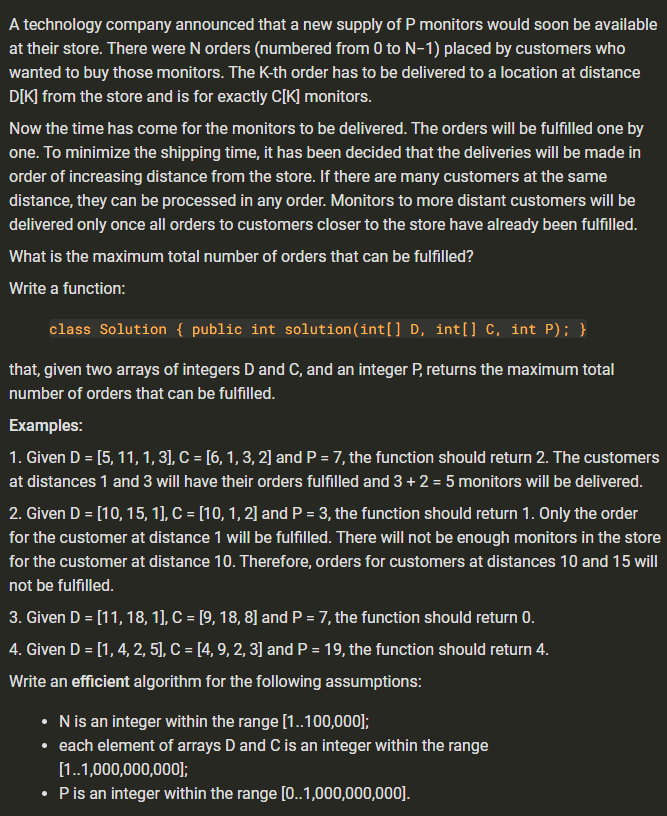 A technology company announced that a new supply of P monitors would soon be available
at their store. There were N orders (numbered from 0 to N−1) placed by customers who
wanted to buy those monitors. The K-th order has to be delivered to a location at distance
D[K] from the store and is for exactly C[K] monitors.
Now the time has come for the monitors to be delivered. The orders will be fulfilled one by
one. To minimize the shipping time, it has been decided that the deliveries will be made in
order of increasing distance from the store. If there are many customers at the same
distance, they can be processed in any order. Monitors to more distant customers will be
delivered only once all orders to customers closer to the store have already been fulfilled.
What is the maximum total number of orders that can be fulfilled?
Write a function:
class Solution { public int solution(int[] D, int[] C, int P); }
that, given two arrays of integers D and C, and an integer P, returns the maximum total
number of orders that can be fulfilled.
Examples:
1. Given D = [5, 11, 1, 3], C = [6, 1, 3, 2] and P = 7, the function should return 2. The customers
at distances 1 and 3 will have their orders fulfilled and 3 + 2 = 5 monitors will be delivered.
2. Given D = [10, 15, 1], C = [10, 1, 2] and P = 3, the function should return 1. Only the order
for the customer at distance 1 will be fulfilled. There will not be enough monitors in the store
for the customer at distance 10. Therefore, orders for customers at distances 10 and 15 will
not be fulfilled.
3. Given D = [11, 18, 1], C = [9, 18, 8] and P = 7, the function should return 0.
4. Given D = [1, 4, 2, 5], C = [4, 9, 2, 3] and P = 19, the function should return 4.
Write an efficient algorithm for the following assumptions:
• N is an integer within the range [1..100,000];
• each element of arrays D and C is an integer within the range
[1..1,000,000,000];
• P is an integer within the range [0..1,000,000,000].